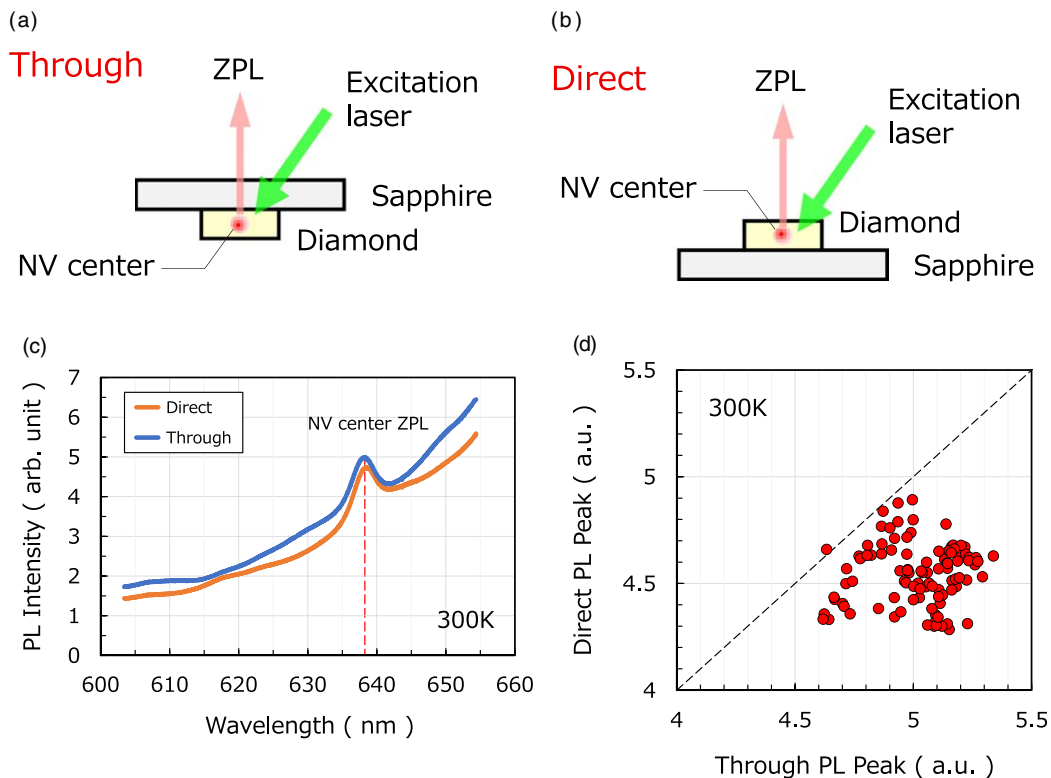 (a)
Through
ZPL
Excitation
laser
Sapphire
Diamond
NV center
(b)
Direct
ZPL
Excitation
laser
NV center
Diamond
Sapphire
(c)
PL Intensity ( arb. unit )
7
6
5
4
3
2
1
0
Direct
Through
NV center ZPL
300K
600
610
620
630
640
650
660
Wavelength ( nm )
(d)
Direct PL Peak ( a.u. )
5.5
5
4.5
4
300K
4
4.5
5
5.5
Through PL Peak ( a.u. )